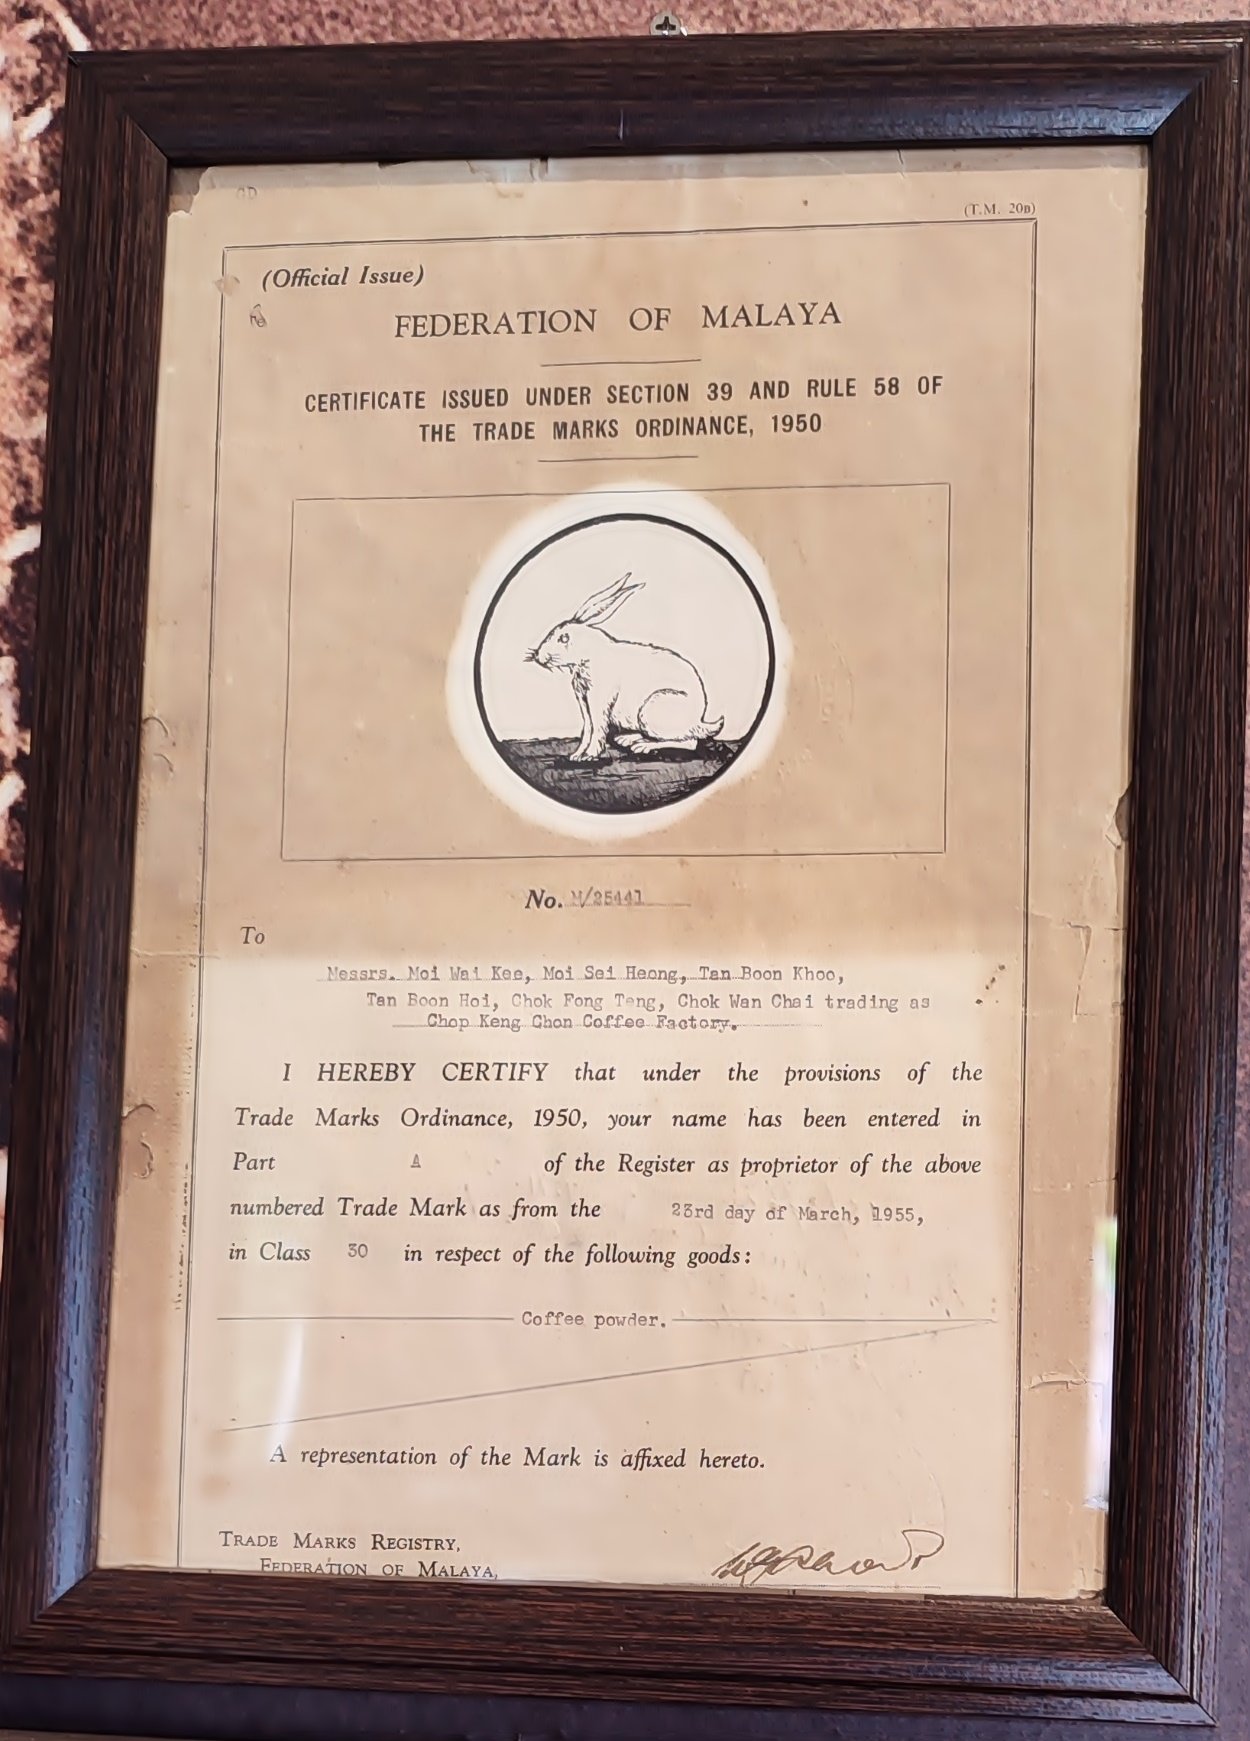 (T.M. 20B)
(Official Issue)
FEDERATION OF MALAYA
CERTIFICATE ISSUED UNDER SECTION 39 AND RULE 58 OF
THE TRADE MARKS ORDINANCE, 1950
No. M/25441
To
Messrs. Moi Wai Kee, Moi Sei Heong, Tan Boon Khoo,
Tan Boon Hoi, Chok Fong Teng, Chok Wan Chai trading as
Chop Keng Chon Coffee Factory.
I HEREBY CERTIFY that under the provisions of the
Trade Marks Ordinance, 1950, your name has been entered in
Part A of the Register as proprietor of the above
numbered Trade Mark as from the 23rd day of March, 1955,
in Class 30 in respect of the following goods:
Coffee powder.
A representation of the Mark is affixed hereto.
TRADE MARKS REGISTRY,
FEDERATION OF MALAYA,